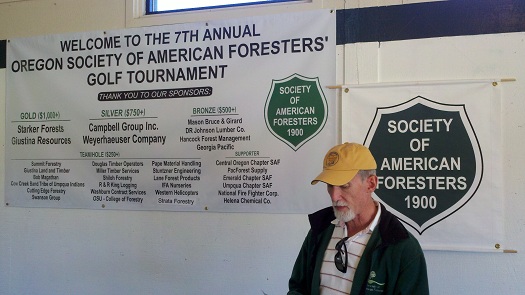 WELCOME TO THE 7TH ANNUAL
OREGON SOCIETY OF AMERICAN FORESTERS'
GOLF TOURNAMENT
THANK YOU TO OUR SPONSORS:
GOLD ($1,000+)
Starker Forests
Giustina Resources
SILVER ($750+)
Campbell Group Inc.
Weyerhaeuser Company
BRONZE ($500+)
Mason Bruce & Girard
DR Johnson Lumber Co.
Hancock Forest Management
Georgia Pacific
TEAM/HOLE ($250+)
Summit Forestry
Giustina Land and Timber
Bob Magathan
Cow Creek Band Tribe of Umpqua Indians
Cutting Edge Forestry
Swanson Group
Douglas Timber Operators
Miller Timber Services
Shiloh Forestry
R & R King Logging
Washburn Contract Services
OSU - College of Forestry
Pape Material Handling
Stuntzner Engineering
Lane Forest Products
IFA Nurseries
Western Helicopters
Strata Forestry
SUPPORTER
Central Oregon Chapter SAF
PacForest Supply
Emerald Chapter SAF
Umpqua Chapter SAF
National Fire Fighter Corp.
Helena Chemical Co.
SOCIETY
OF
AMERICAN
FORESTERS
1900
SOCIETY
OF
AMERICAN
FORESTERS
1900